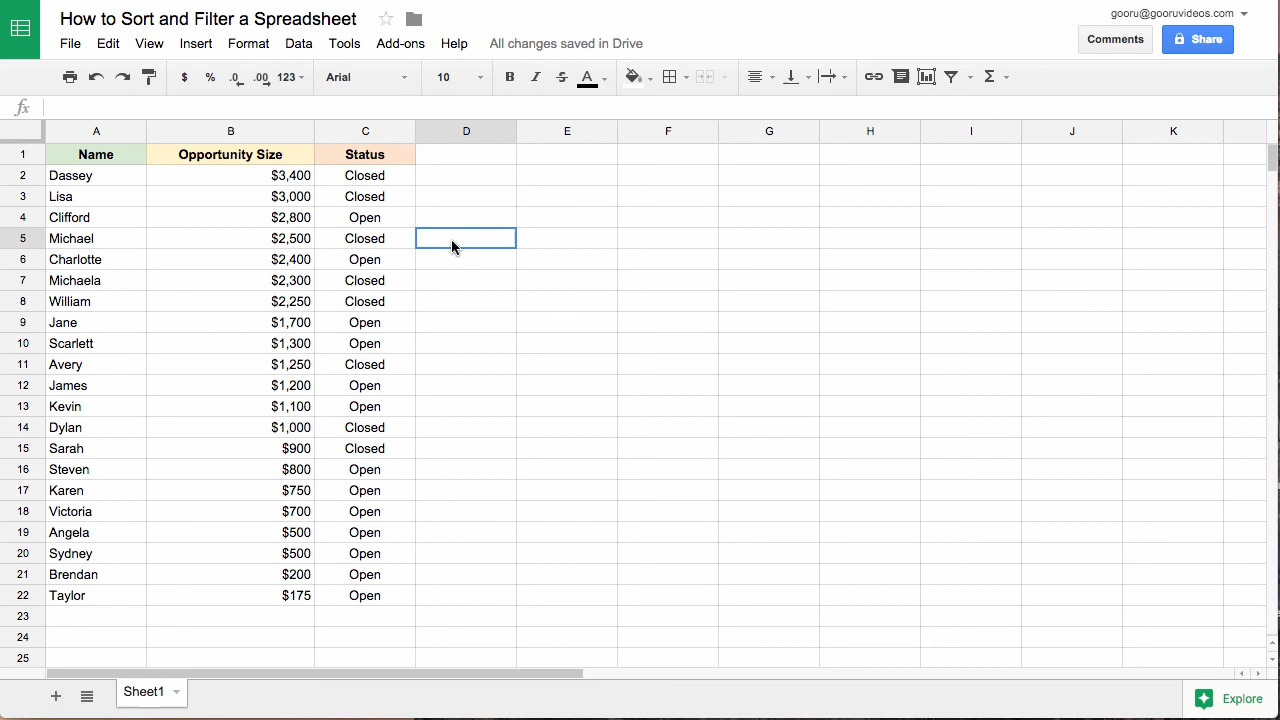 How to Sort and Filter a Spreadsheet
gooru@gooruvideos.com
File Edit View Insert Format Data Tools Add-ons Help All changes saved in Drive
Comments Share
$ % .0 .00 123 Arial 10 B I S A Σ
fx
A B C D E F G H I J K
1 Name Opportunity Size Status
2 Dassey $3,400 Closed
3 Lisa $3,000 Closed
4 Clifford $2,800 Open
5 Michael $2,500 Closed
6 Charlotte $2,400 Open
7 Michaela $2,300 Closed
8 William $2,250 Closed
9 Jane $1,700 Open
10 Scarlett $1,300 Open
11 Avery $1,250 Closed
12 James $1,200 Open
13 Kevin $1,100 Open
14 Dylan $1,000 Closed
15 Sarah $900 Closed
16 Steven $800 Open
17 Karen $750 Open
18 Victoria $700 Open
19 Angela $500 Open
20 Sydney $500 Open
21 Brendan $200 Open
22 Taylor $175 Open
23
24
25
+ Sheet1 Explore